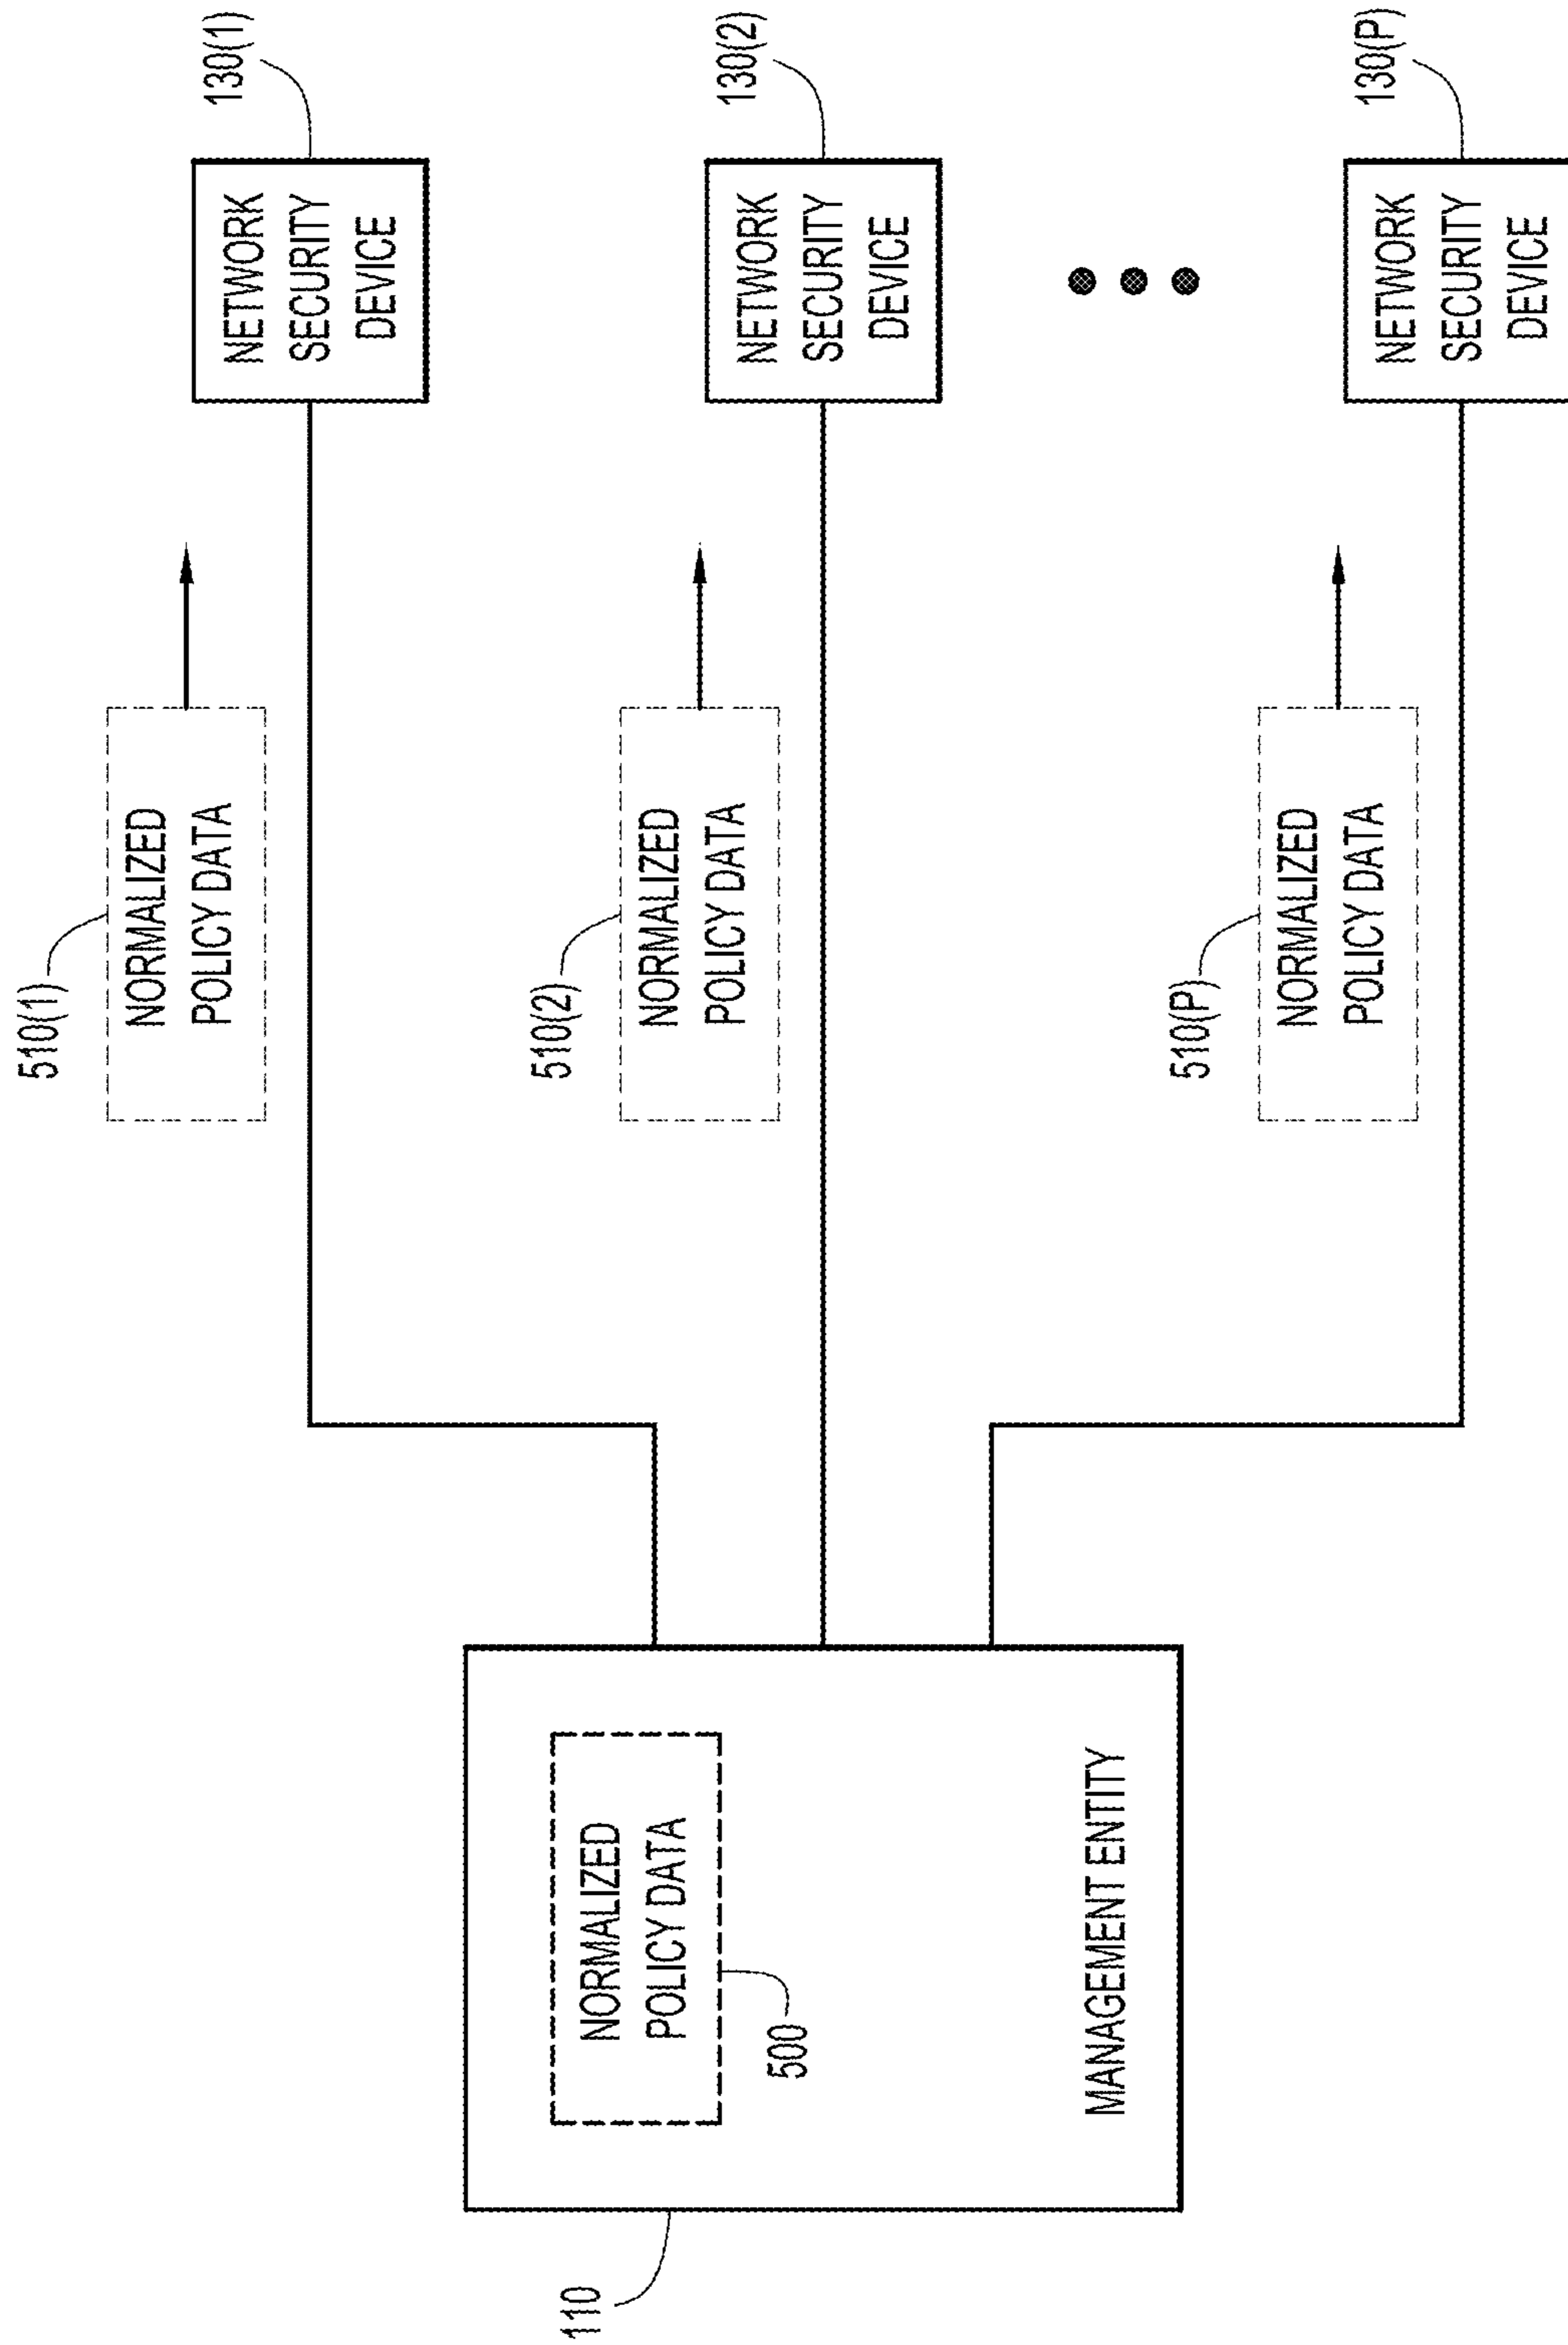 110
NORMALIZED
POLICY DATA
500
MANAGEMENT ENTITY
510(1)
NORMALIZED
POLICY DATA
130(1)
NETWORK
SECURITY
DEVICE
510(2)
NORMALIZED
POLICY DATA
130(2)
NETWORK
SECURITY
DEVICE
510(P)
NORMALIZED
POLICY DATA
130(P)
NETWORK
SECURITY
DEVICE